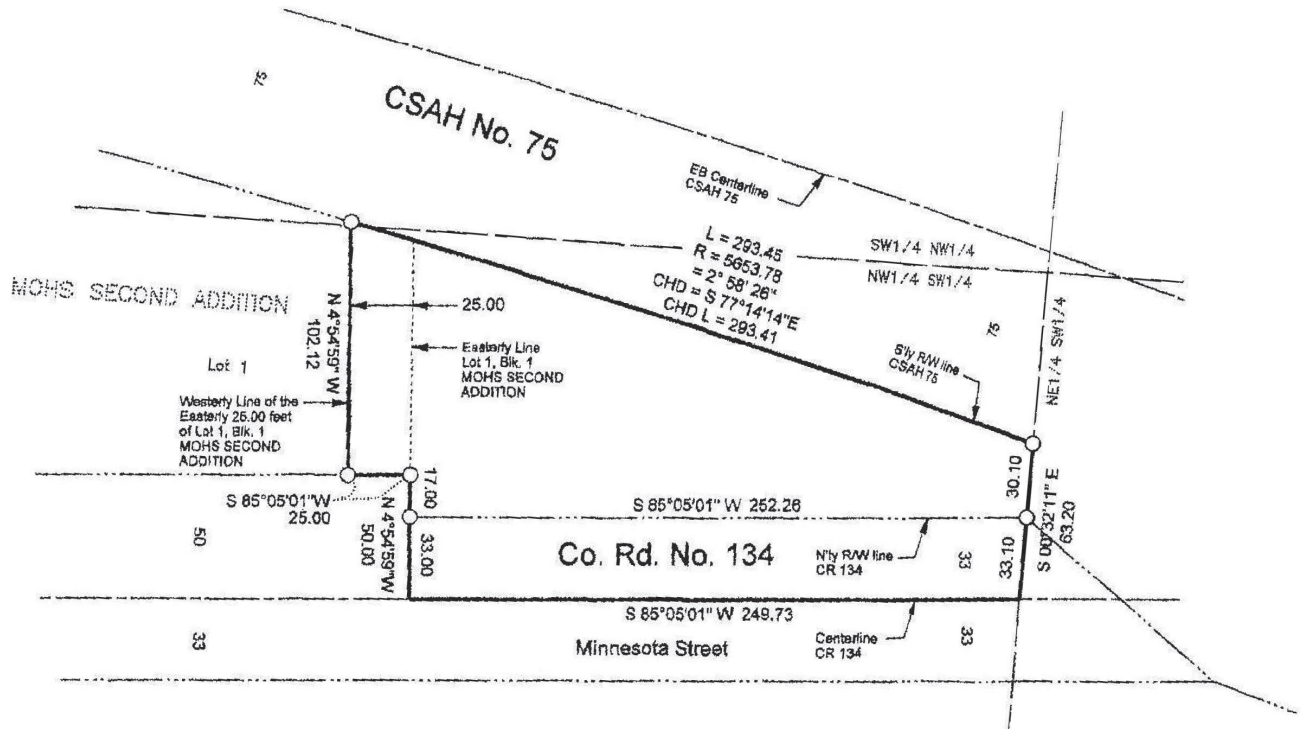 75
CSAH No. 75
EB Centerline
CSAH 75
L = 293.45
R = 5653.78
= 2° 58' 26"
CHD = S 77°14'14"E
CHD L = 293.41
SW1/4 NW1/4
NW1/4 SW1/4
NE1/4 SW1/4
75
MOHS SECOND ADDITION
Lot 1
N 4°54'59" W
102.12
25.00
Easterly Line
Lot 1, Blk. 1
MOHS SECOND
ADDITION
S'ly R/W line
CSAH 75
Westerly Line of the
Easterly 25.00 feet
of Lot 1, Blk. 1
MOHS SECOND
ADDITION
S 85°05'01"W
25.00
17.00
N 4°54'59"W
50.00
33.00
S 85°05'01" W 252.26
30.10
S 00°32'11" E
63.20
33.10
50
Co. Rd. No. 134
N'ly R/W line
CR 134
33
S 85°05'01" W 249.73
33
Minnesota Street
Centerline
CR 134
33